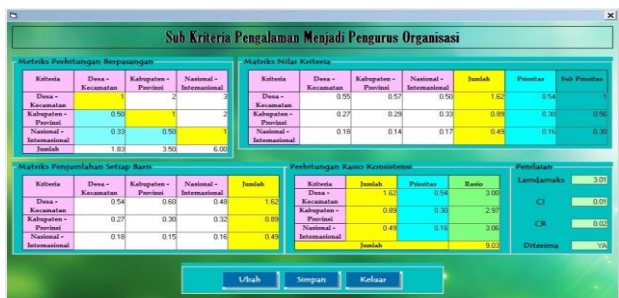 Sub Kriteria Pengalaman Menjadi Pengurus Organisasi
Metriks Perhitungan Berpasangan
Kriteria Desa - Kecamatan Kabupaten - Provinsi Nasional - Internasional
Desa - Kecamatan 1 2 3
Kabupaten - Provinsi 0.50 1 2
Nasional - Internasional 0.33 0.50 1
Jumlah 1.83 3.50 6.00
Matriks Nilai Kriteria
Kriteria Desa - Kecamatan Kabupaten - Provinsi Nasional - Internasional Jumlah Prioritas Sub Prioritas
Desa - Kecamatan 0.55 0.57 0.50 1.62 0.54 1
Kabupaten - Provinsi 0.27 0.29 0.33 0.89 0.30 0.56
Nasional - Internasional 0.18 0.14 0.17 0.49 0.16 0.30
Matriks Penjumlahan Setiap Baris
Kriteria Desa - Kecamatan Kabupaten - Provinsi Nasional - Internasional Jumlah
Desa - Kecamatan 0.54 0.60 0.48 1.62
Kabupaten - Provinsi 0.27 0.30 0.32 0.89
Nasional - Internasional 0.18 0.15 0.16 0.49
Perhitungan Rasio Konsistensi
Kriteria Jumlah Prioritas Rasio
Desa - Kecamatan 1.62 0.54 3.00
Kabupaten - Provinsi 0.89 0.30 2.97
Nasional - Internasional 0.49 0.16 3.06
Jumlah 9.03
Penilaian
Lamdamaks 3.01
CI 0.01
CR 0.02
Diterima YA
Ubah Simpan Keluar